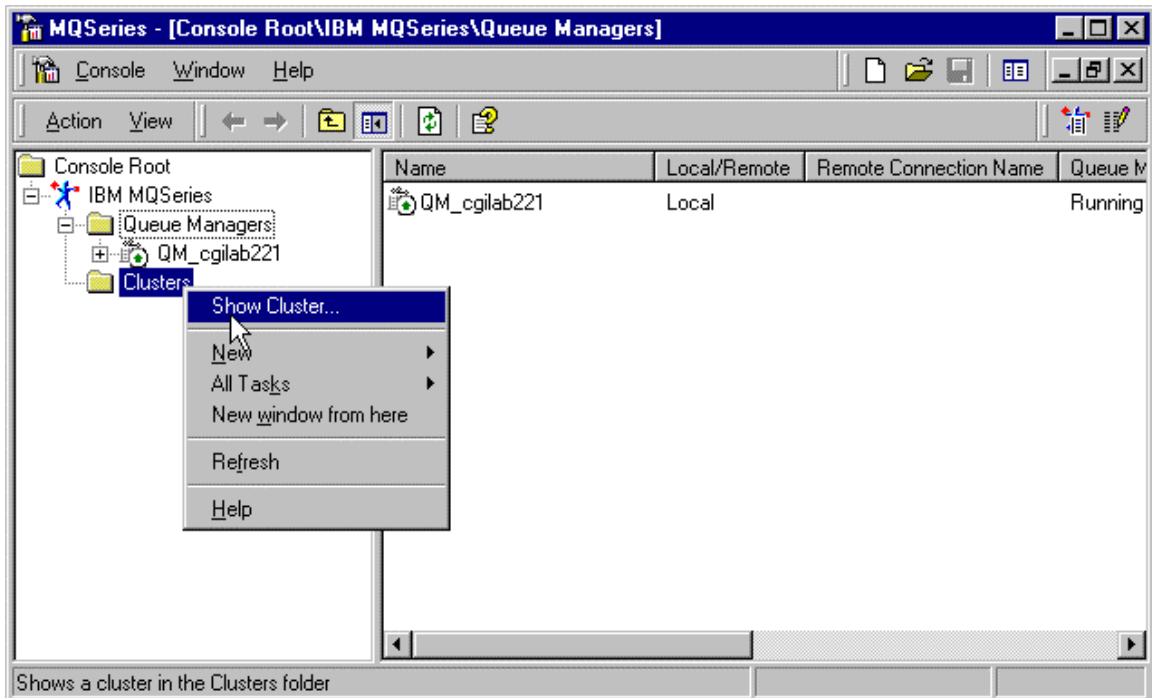 MQSeries - [Console Root\IBM MQSeries\Queue Managers]
Console Window Help
Action View
Console Root
IBM MQSeries
Queue Managers
QM_cgilab221
Clusters
Name Local/Remote Remote Connection Name Queue M
QM_cgilab221 Local Running
Show Cluster...
New
All Tasks
New window from here
Refresh
Help
Shows a cluster in the Clusters folder